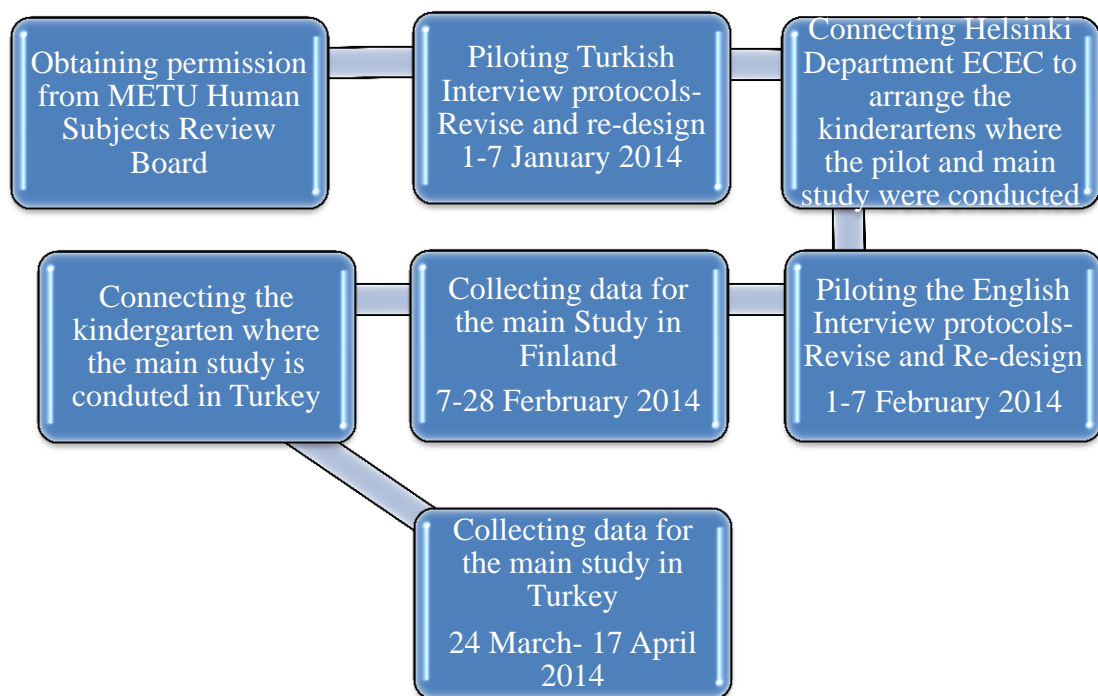 Obtaining permission
from METU Human
Subjects Review
Board
Piloting Turkish
Interview protocols-
Revise and re-design
1-7 January 2014
Connecting Helsinki
Department ECEC to
arrange the
kinderartens where
the pilot and main
study were conducted
Piloting the English
Interview protocols-
Revise and Re-design
1-7 February 2014
Collecting data for
the main Study in
Finland
7-28 Ferbruary 2014
Connecting the
kindergarten where
the main study is
conduted in Turkey
Collecting data for
the main study in
Turkey
24 March- 17 April
2014